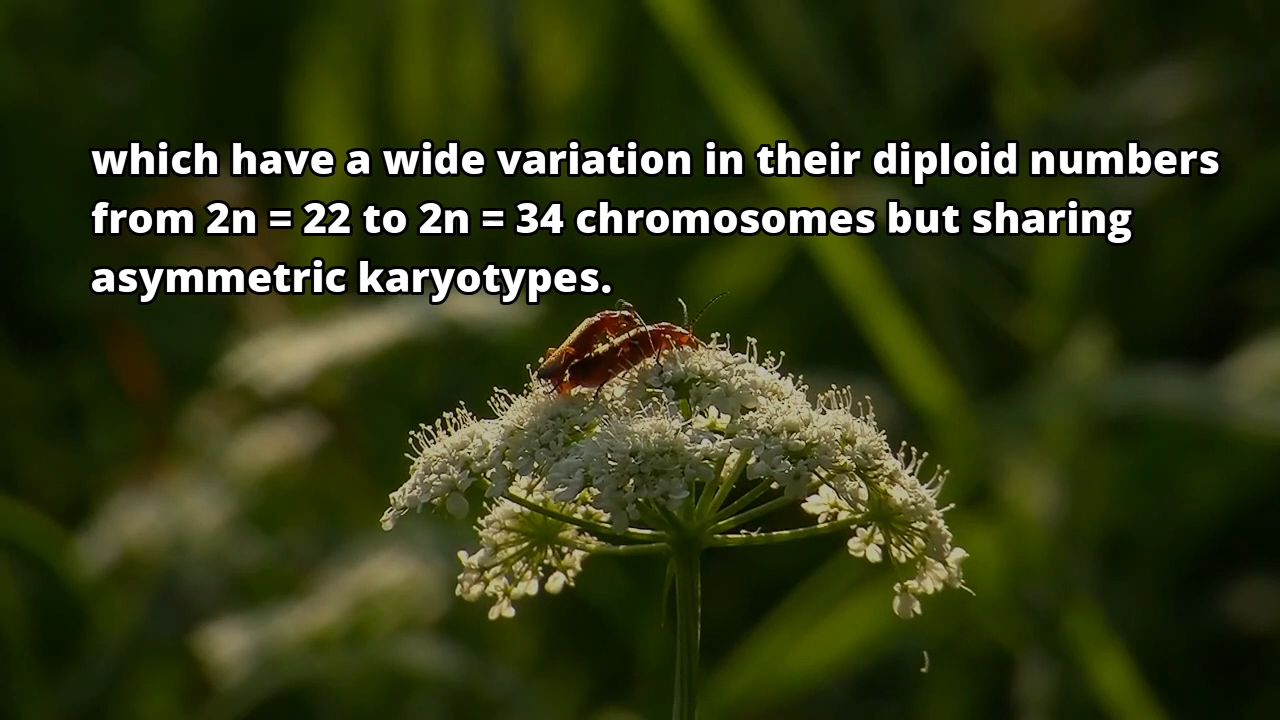 which have a wide variation in their diploid numbers
from 2n = 22 to 2n = 34 chromosomes but sharing
asymmetric karyotypes.